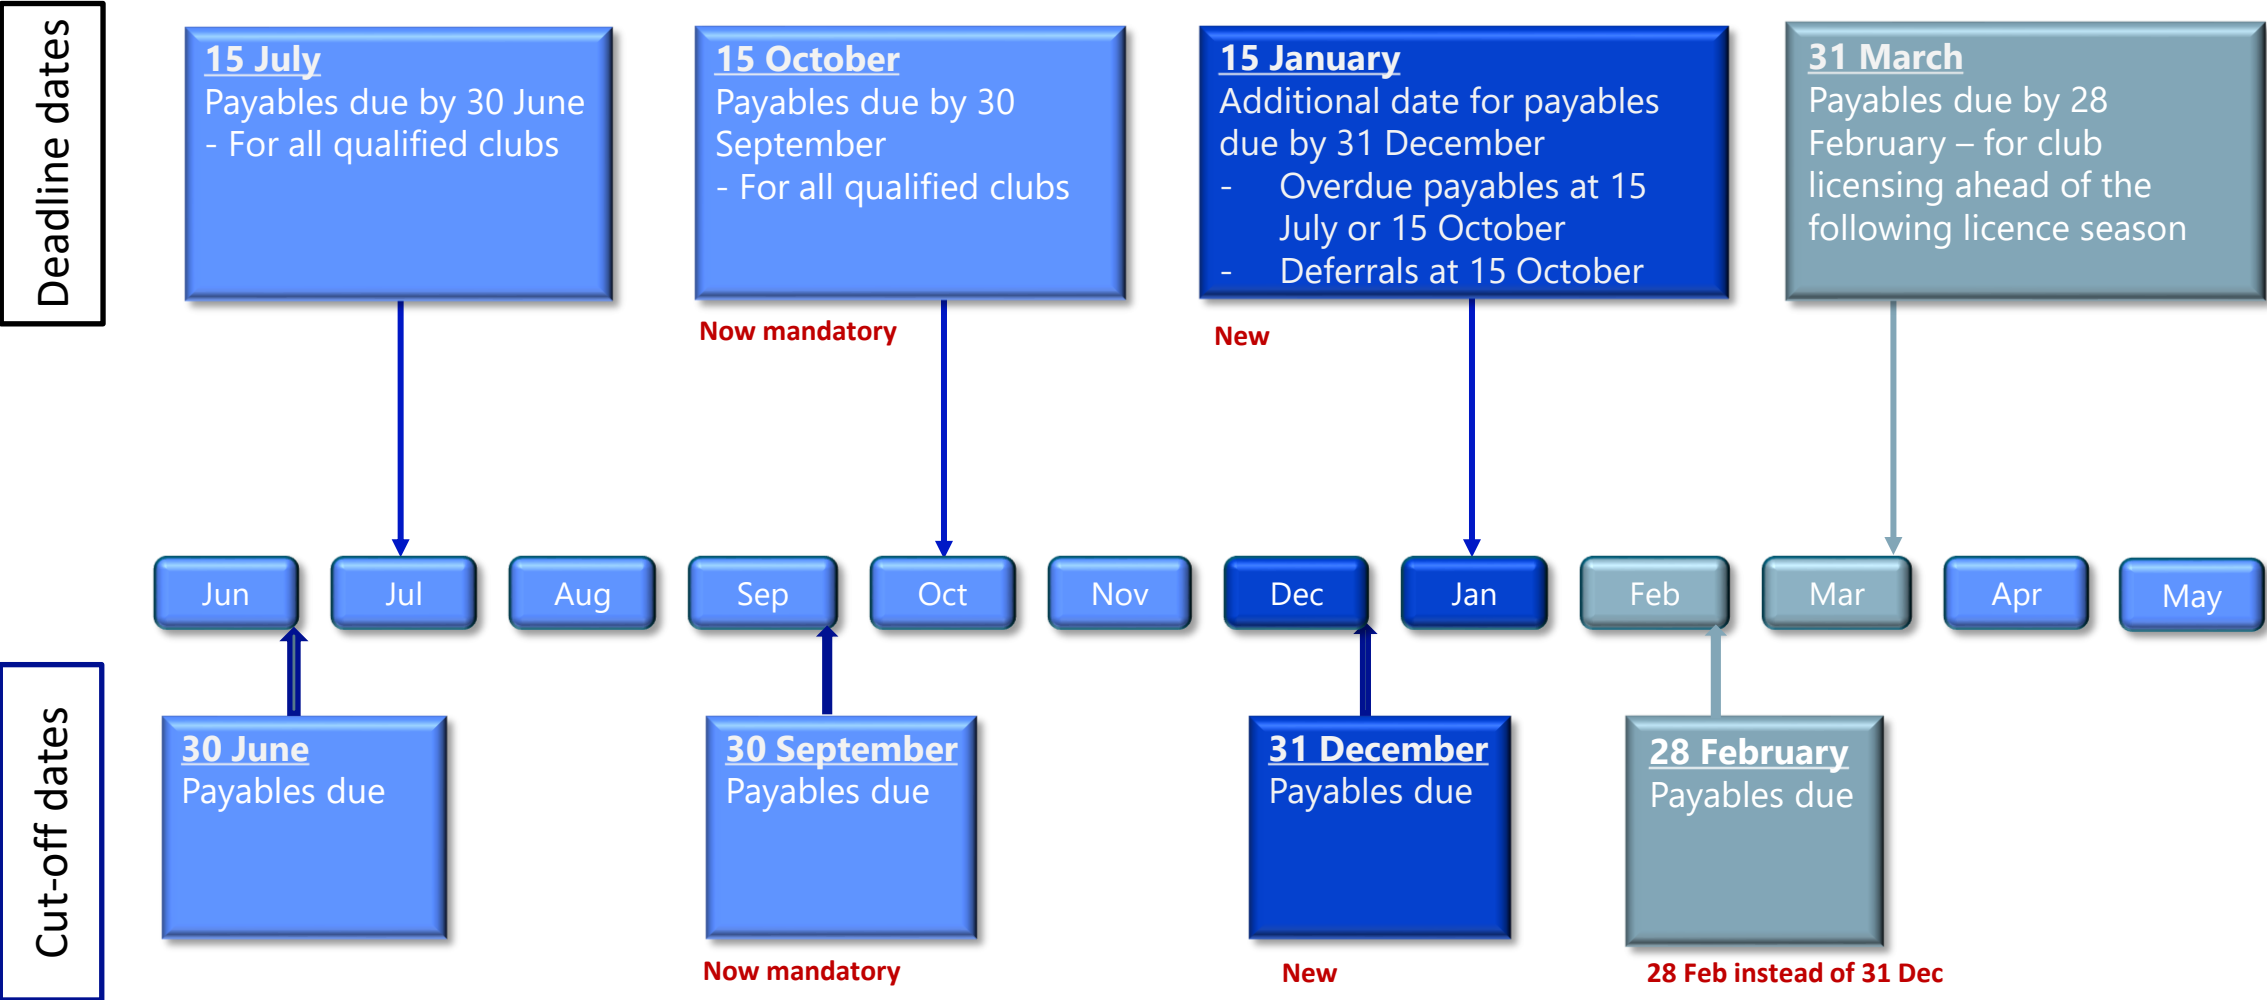 Deadline dates
15 July
Payables due by 30 June
- For all qualified clubs
15 October
Payables due by 30
September
- For all qualified clubs
Now mandatory
15 January
Additional date for payables
due by 31 December
- Overdue payables at 15
July or 15 October
- Deferrals at 15 October
New
31 March
Payables due by 28
February – for club
licensing ahead of the
following licence season
Jun
Jul
Aug
Sep
Oct
Nov
Dec
Jan
Feb
Mar
Apr
May
Cut-off dates
30 June
Payables due
30 September
Payables due
Now mandatory
31 December
Payables due
New
28 February
Payables due
28 Feb instead of 31 Dec